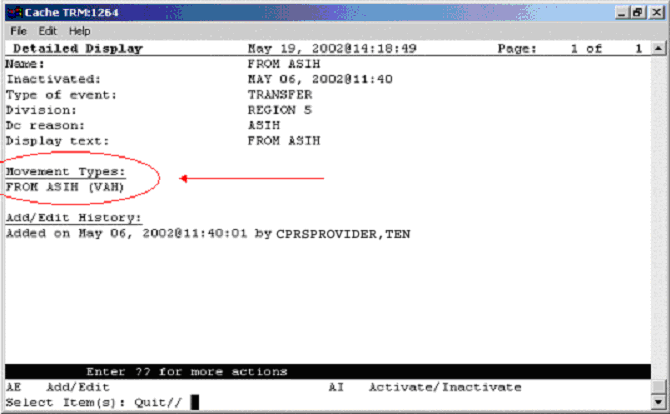 Cache TRM:1264
File Edit Help
Detailed Display May 19, 2002@14:18:49 Page: 1 of 1
Name: FROM ASIH
Inactivated: MAY 06, 2002@11:40
Type of event: TRANSFER
Division: REGION 5
Dc reason: ASIH
Display text: FROM ASIH
Movement Types:
FROM ASIH (VAH)
Add/Edit History:
Added on May 06, 2002@11:40:01 by CPRSPROVIDER,TEN
Enter ?? for more actions
AE Add/Edit AI Activate/Inactivate
Select Item(s): Quit//